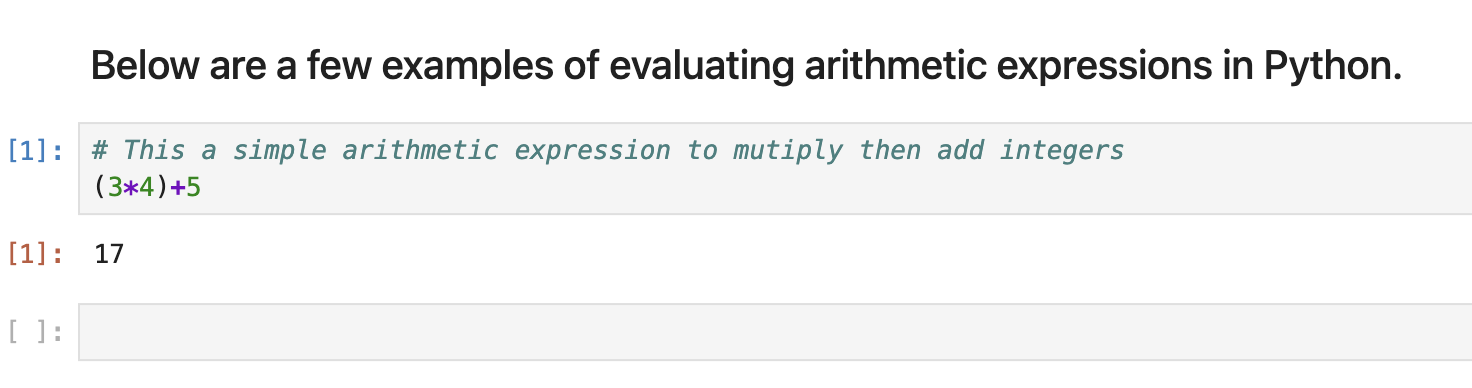 Below are a few examples of evaluating arithmetic expressions in Python.
[1]: # This a simple arithmetic expression to mutiply then add integers
(3*4)+5
[1]: 17
[ ]: